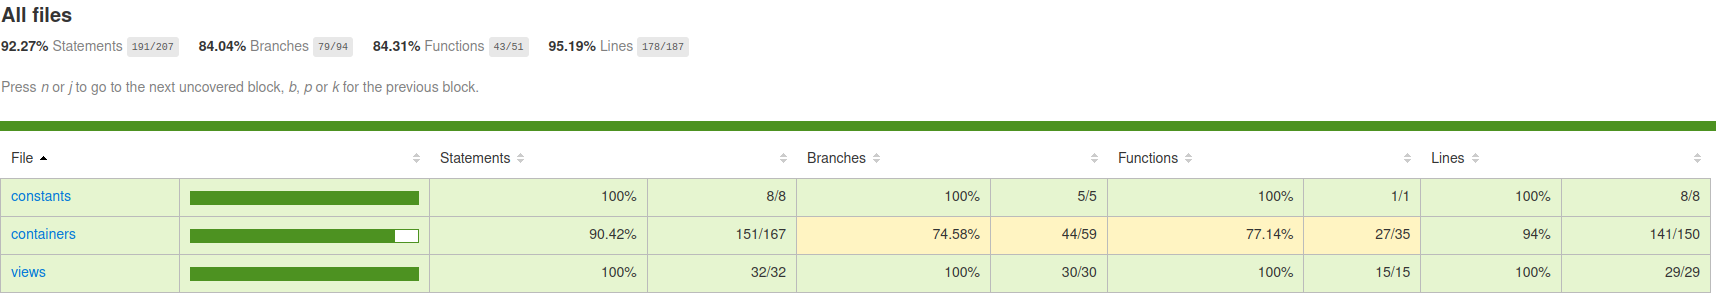 All files
92.27% Statements 191/207 84.04% Branches 79/94 84.31% Functions 43/51 95.19% Lines 178/187
Press n or j to go to the next uncovered block, b, p or k for the previous block.
File Statements Branches Functions Lines
constants 100% 8/8 100% 5/5 100% 1/1 100% 8/8
containers 90.42% 151/167 74.58% 44/59 77.14% 27/35 94% 141/150
views 100% 32/32 100% 30/30 100% 15/15 100% 29/29